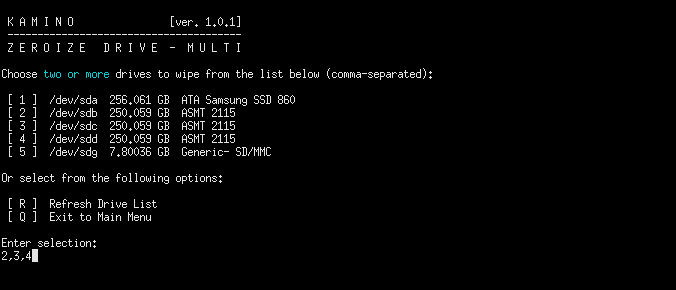 K A M I N O [ver. 1.0.1]
---------------------------------------
Z E R O I Z E  D R I V E - M U L T I
Choose two or more drives to wipe from the list below (comma-separated):
[ 1 ] /dev/sda 256.061 GB ATA Samsung SSD 860
[ 2 ] /dev/sdb 250.059 GB ASMT 2115
[ 3 ] /dev/sdc 250.059 GB ASMT 2115
[ 4 ] /dev/sdd 250.059 GB ASMT 2115
[ 5 ] /dev/sdg 7.80036 GB Generic- SD/MMC
Or select from the following options:
[ R ] Refresh Drive List
[ Q ] Exit to Main Menu
Enter selection:
2,3,4